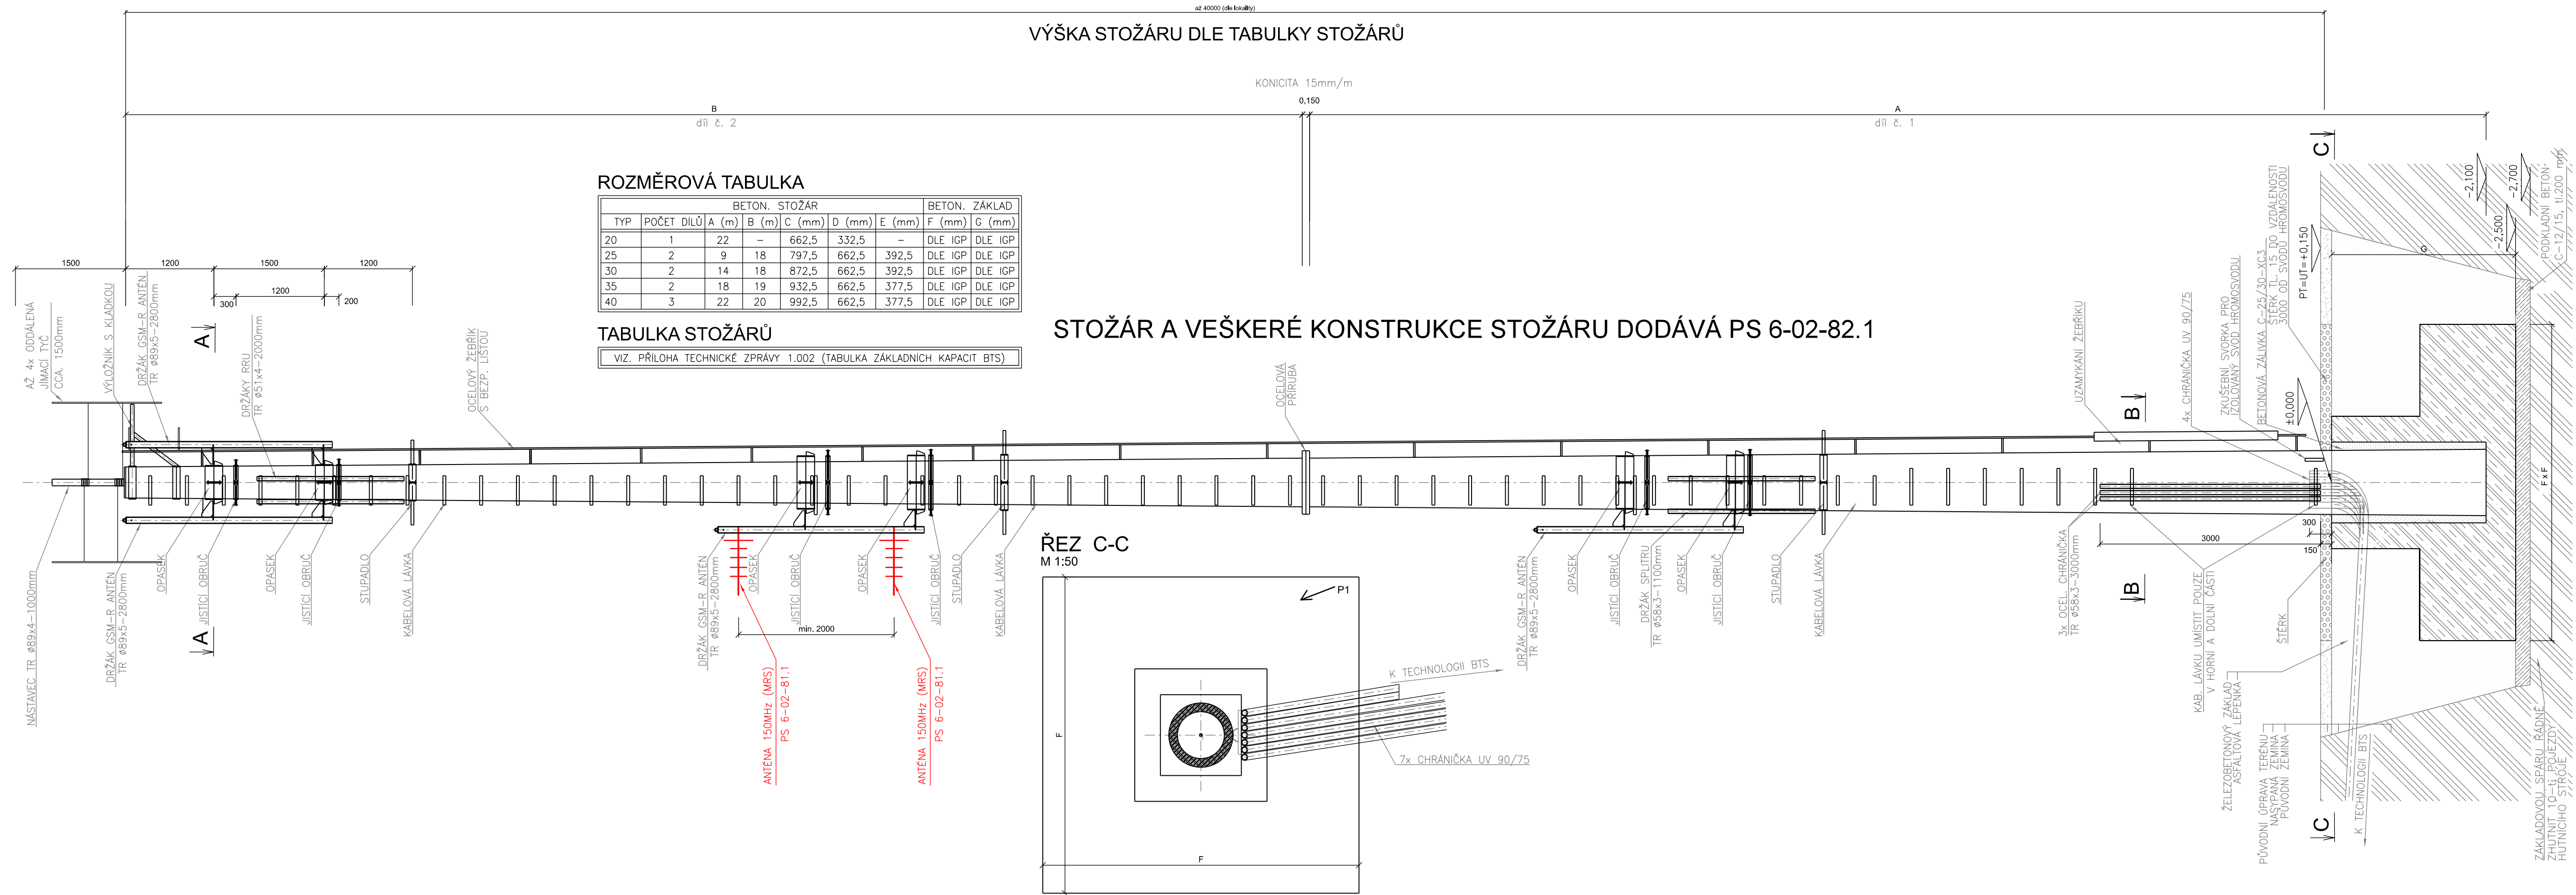 až 40000 (dle lokality)
VÝŠKA STOŽÁRU DLE TABULKY STOŽÁRŮ
KONICITA 15mm/m
B
0,150
A
díl č. 2
díl č. 1
ROZMĚROVÁ TABULKA
BETON. STOŽÁR BETON. ZÁKLAD
TYP POČET DÍLŮ A (m) B (m) C (mm) D (mm) E (mm) F (mm) G (mm)
20 1 22 – 662,5 332,5 – DLE IGP DLE IGP
25 2 9 18 797,5 662,5 392,5 DLE IGP DLE IGP
30 2 14 18 872,5 662,5 392,5 DLE IGP DLE IGP
35 2 18 19 932,5 662,5 377,5 DLE IGP DLE IGP
40 3 22 20 992,5 662,5 377,5 DLE IGP DLE IGP
TABULKA STOŽÁRŮ
VIZ. PŘÍLOHA TECHNICKÉ ZPRÁVY 1.002 (TABULKA ZÁKLADNÍCH KAPACIT BTS)
STOŽÁR A VEŠKERÉ KONSTRUKCE STOŽÁRU DODÁVÁ PS 6-02-82.1
1500
1200
1500
1200
300
1200
200
AŽ 4x ODDÁLENÁ
JÍMACÍ TYČ
CCA. 1500mm
VÝLOŽNÍK S KLADKOU
DRŽÁK GSM-R ANTÉN
TR ø89x5-2800mm
A
DRŽÁKY RRU
TR ø51x4-2000mm
OCELOVÝ ŽEBŘÍK
S BEZP. LIŠTOU
OCELOVÁ
PŘÍRUBA
UZAMYKÁNÍ ŽEBŘÍKU
B
4x CHRÁNIČKA UV 90/75
ZKUŠEBNÍ SVORKA PRO
IZOLOVANÝ SVOD HROMOSVODU
BETONOVÁ ZÁLIVKA C-25/30-XC3
ŠTĚRK TL. 15 DO VZDÁLENOSTI
3000 OD SVODU HROMOSVODU
±0,000
PT=UT=+0,150
C
G
-2,100
-2,500
-2,700
PODKLADNÍ BETON
C-12/15, tl.200 mm
F x F
NÁSTAVEC TR ø89x4-1000mm
DRŽÁK GSM-R ANTÉN
TR ø89x5-2800mm
OPASEK
A
JISTÍCÍ OBRUČ
OPASEK
JISTÍCÍ OBRUČ
STUPADLO
KABELOVÁ LÁVKA
DRŽÁK GSM-R ANTÉN
TR ø89x5-2800mm
OPASEK
JISTÍCÍ OBRUČ
OPASEK
JISTÍCÍ OBRUČ
STUPADLO
KABELOVÁ LÁVKA
min. 2000
ANTÉNA 150MHz (MRS)
PS 6-02-81.1
ANTÉNA 150MHz (MRS)
PS 6-02-81.1
ŘEZ C-C
M 1:50
P1
K TECHNOLOGII BTS
7x CHRÁNIČKA UV 90/75
F
F
DRŽÁK GSM-R ANTÉN
TR ø89x5-2800mm
OPASEK
JISTÍCÍ OBRUČ
DRŽÁK SPLITRU
TR ø58x3-1100mm
OPASEK
JISTÍCÍ OBRUČ
STUPADLO
KABELOVÁ LÁVKA
300
3000
150
3x OCEL. CHRÁNIČKA
TR ø58x3-3000mm
B
KAB. LÁVKU UMÍSTIT POUZE
V HORNÍ A DOLNÍ ČÁSTI
ŠTĚRK
ŽELEZOBETONOVÝ ZÁKLAD
ASFALTOVÁ LEPENKA
PŮVODNÍ ÚPRAVA TERÉNU
NASYPANÁ ZEMINA
PŮVODNÍ ZEMINA
C
K TECHNOLOGII BTS
ZÁKLADOVOU SPÁRU ŘÁDNĚ
ZHUTNIT 10-ti POJEZDY
HUTNÍCÍHO STROJE